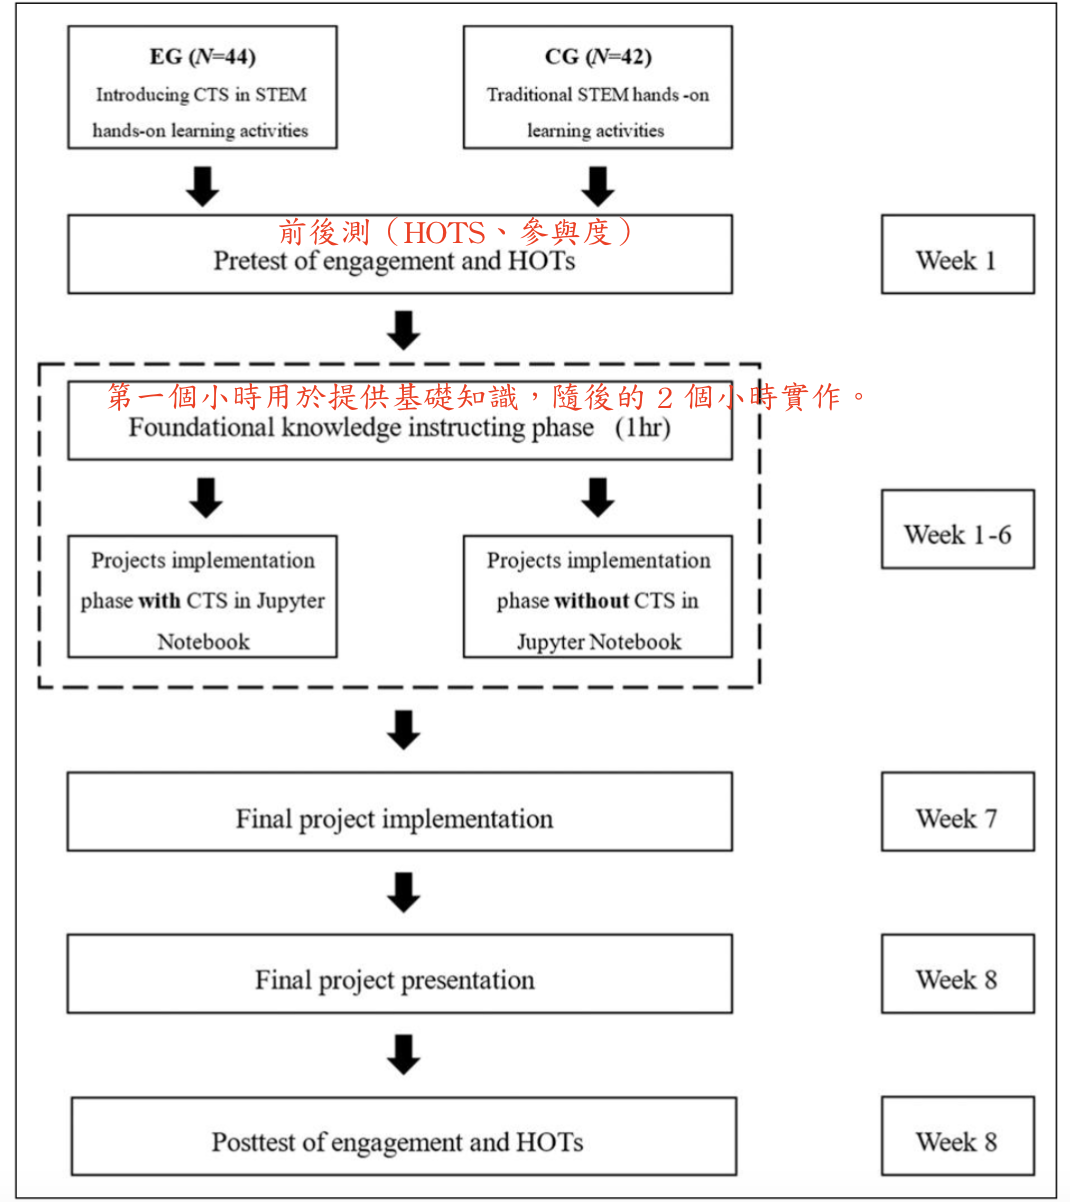 EG (N=44)
Introducing CTS in STEM
hands-on learning activities
CG (N=42)
Traditional STEM hands -on
learning activities
前後測（HOTS、參與度）
Pretest of engagement and HOTs
Week 1
第一個小時用於提供基礎知識，隨後的 2 個小時實作。
Foundational knowledge instructing phase （1hr)
Projects implementation
phase with CTS in Jupyter
Notebook
Projects implementation
phase without CTS in
Jupyter Notebook
Week 1-6
Final project implementation
Week 7
Final project presentation
Week 8
Posttest of engagement and HOTs
Week 8